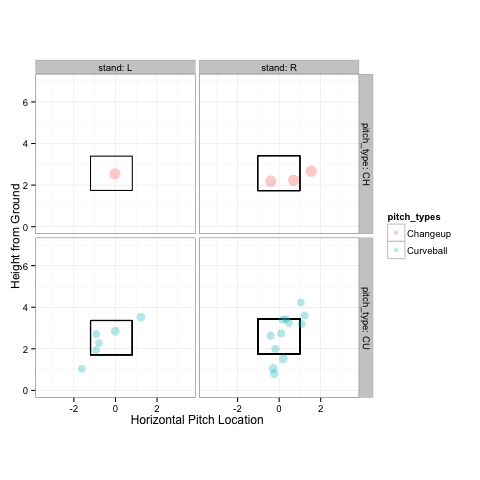 stand: L
stand: R
6
4
2
0
pitch_type: CH
6
4
2
0
pitch_type: CU
-2
0
2
-2
0
2
Height from Ground
Horizontal Pitch Location
pitch_types
Changeup
Curveball